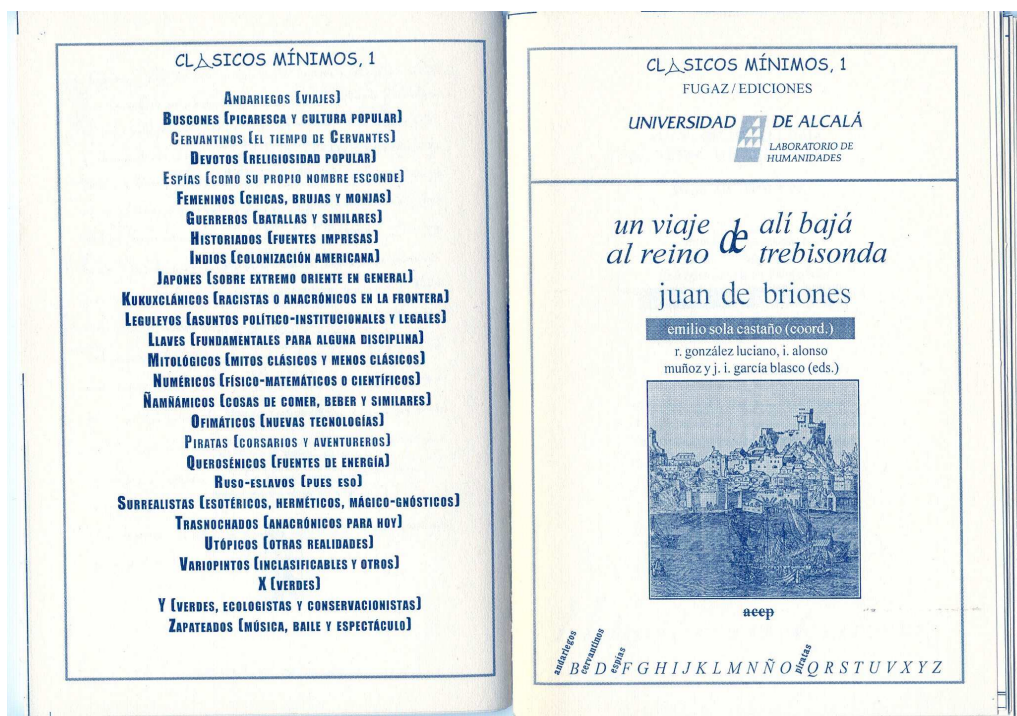 CLÁSICOS MÍNIMOS, 1
ANDARIEGOS (VIAJES)
BUSCONES (PICARESCA Y CULTURA POPULAR)
CERVANTINOS (EL TIEMPO DE CERVANTES)
DEVOTOS (RELIGIOSIDAD POPULAR)
ESPÍAS (COMO SU PROPIO NOMBRE ESCONDE)
FEMENINOS (CHICAS, BRUJAS Y MONJAS)
GUERREROS (BATALLAS Y SIMILARES)
HISTORIADOS (FUENTES IMPRESAS)
INDIOS (COLONIZACIÓN AMERICANA)
JAPONES (SOBRE EXTREMO ORIENTE EN GENERAL)
KUKUXCLÁNICOS (RACISTAS O ANACRÓNICOS EN LA FRONTERA)
LEGULEYOS (ASUNTOS POLÍTICO-INSTITUCIONALES Y LEGALES)
LLAVES (FUNDAMENTALES PARA ALGUNA DISCIPLINA)
MITOLÓGICOS (MITOS CLÁSICOS Y MENOS CLÁSICOS)
NUMÉRICOS (FÍSICO-MATEMÁTICOS O CIENTÍFICOS)
ÑAMÑÁMICOS (COSAS DE COMER, BEBER Y SIMILARES)
OFIMÁTICOS (NUEVAS TECNOLOGÍAS)
PIRATAS (CORSARIOS Y AVENTUREROS)
QUEROSÉNICOS (FUENTES DE ENERGÍA)
RUSO-ESLAVOS (PUES ESO)
SURREALISTAS (ESOTÉRICOS, HERMÉTICOS, MÁGICO-GNÓSTICOS)
TRASNOCHADOS (ANACRÓNICOS PARA HOY)
UTÓPICOS (OTRAS REALIDADES)
VARIOPINTOS (INCLASIFICABLES Y OTROS)
X (VERDES)
Y (VERDES, ECOLOGISTAS Y CONSERVACIONISTAS)
ZAPATEADOS (MÚSICA, BAILE Y ESPECTÁCULO)
CLÁSICOS MÍNIMOS, 1
FUGAZ/EDICIONES
UNIVERSIDAD DE ALCALÁ
LABORATORIO DE
HUMANIDADES
un viaje de alí bajá
al reino de trebisonda
juan de briones
emilio sola castaño (coord.)
r. gonzález luciano, i. alonso
muñoz y j. i. garcía blasco (eds.)
acep
andariegos B cervantinos D espías F G H I J K L M N Ñ O piratas Q R S T U V X Y Z